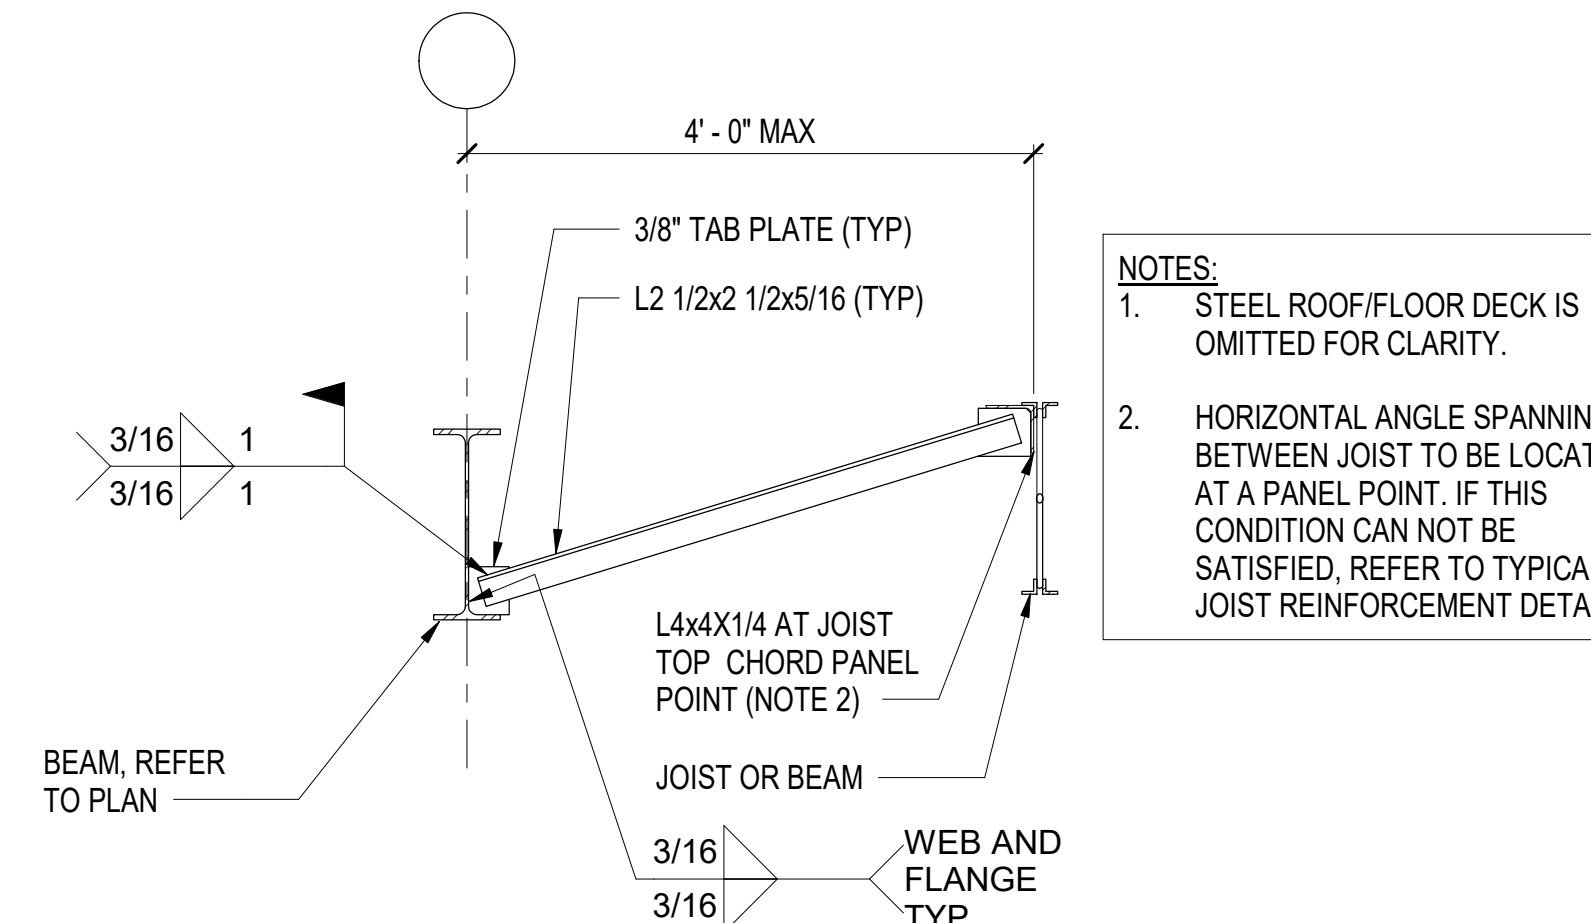 4' - 0" MAX
3/8" TAB PLATE (TYP)
L2 1/2x2 1/2x5/16 (TYP)
3/16 1
3/16 1
NOTES:
1. STEEL ROOF/FLOOR DECK IS
OMITTED FOR CLARITY.
2. HORIZONTAL ANGLE SPANNIN
BETWEEN JOIST TO BE LOCAT
AT A PANEL POINT. IF THIS
CONDITION CAN NOT BE
SATISFIED, REFER TO TYPICA
JOIST REINFORCEMENT DETA
L4x4X1/4 AT JOIST
TOP CHORD PANEL
POINT (NOTE 2)
BEAM, REFER
TO PLAN
JOIST OR BEAM
3/16
3/16
WEB AND
FLANGE
TYP